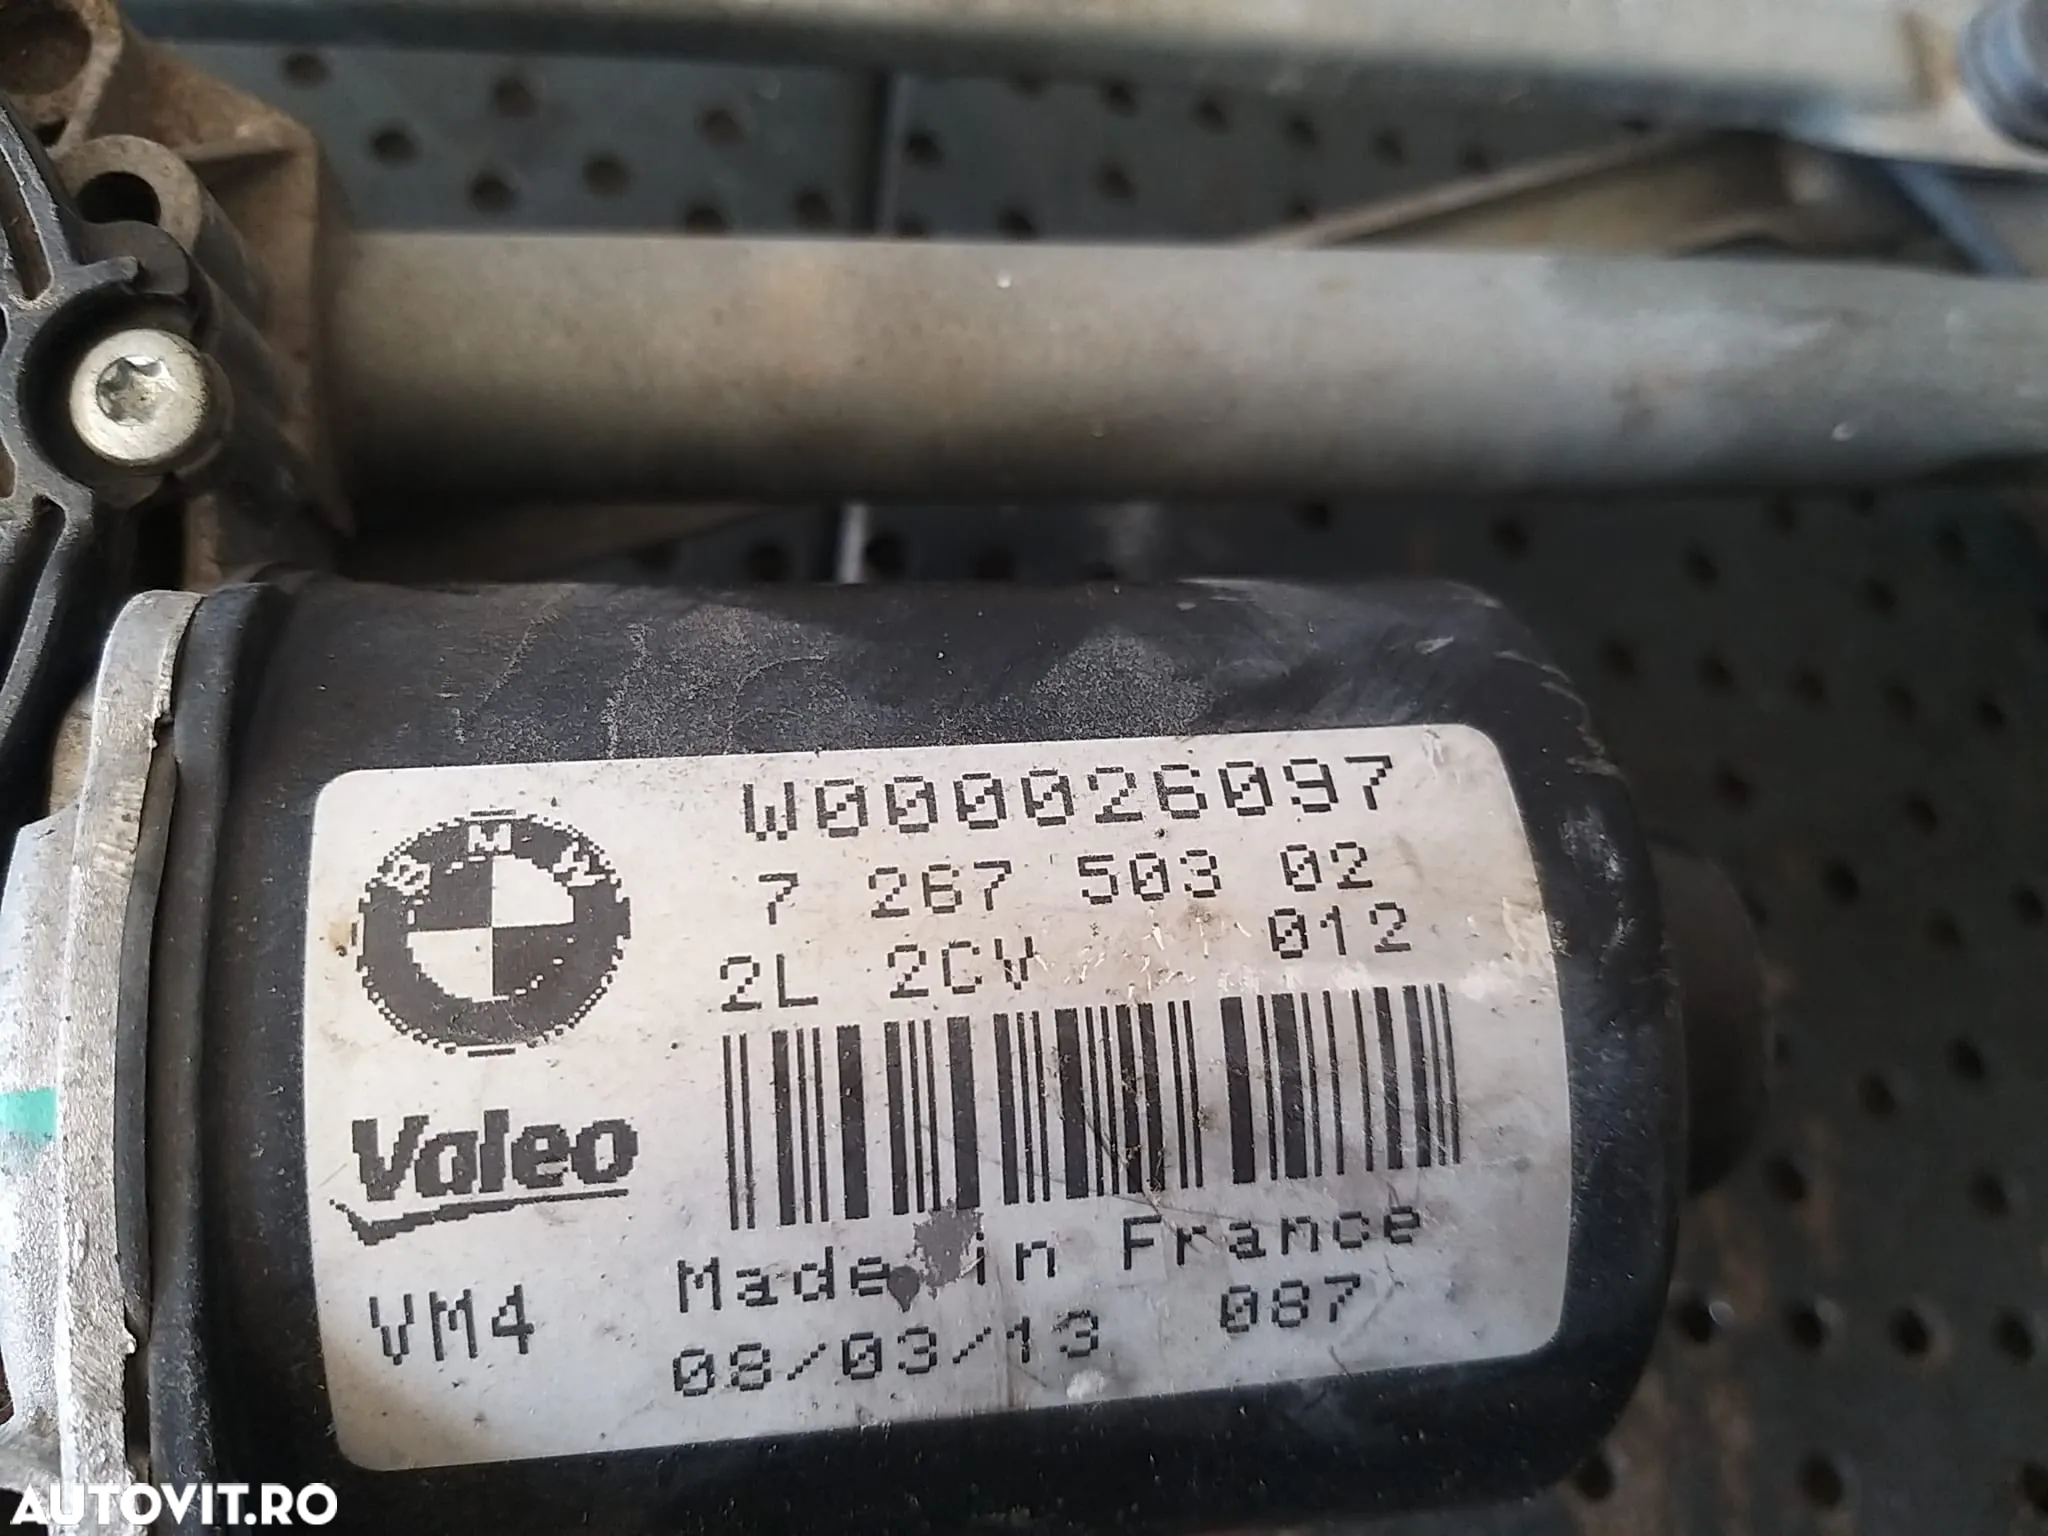 BMW
W000026097
7 267 503 02
2L 2CV 012
Valeo
Made in France
VM4
08/03/13 087
AUTOVIT.RO